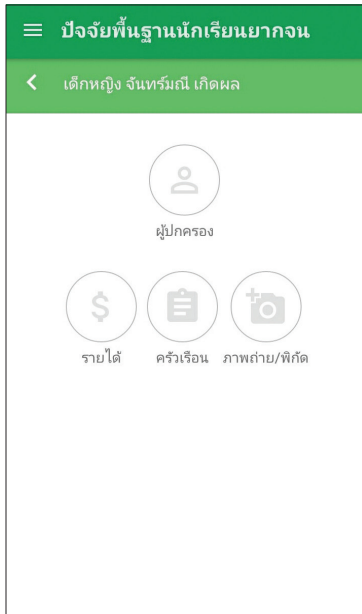 ปัจจัยพื้นฐานนักเรียนยากจน
เด็กหญิง จันทร์มณี เกิดผล
ผู้ปกครอง
รายได้ ครัวเรือน ภาพถ่าย/พิกัด